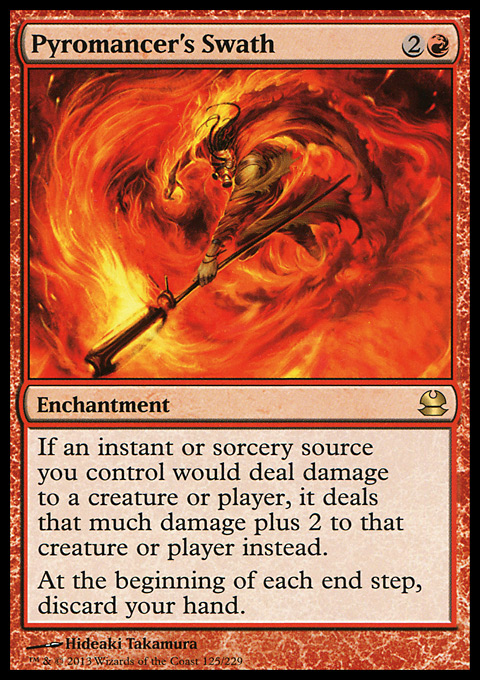 Pyromancer's Swath 2
Enchantment
If an instant or sorcery source
you control would deal damage
to a creature or player, it deals
that much damage plus 2 to that
creature or player instead.
At the beginning of each end step,
discard your hand.
Hideaki Takamura
™ & © 2013 Wizards of the Coast 125/229